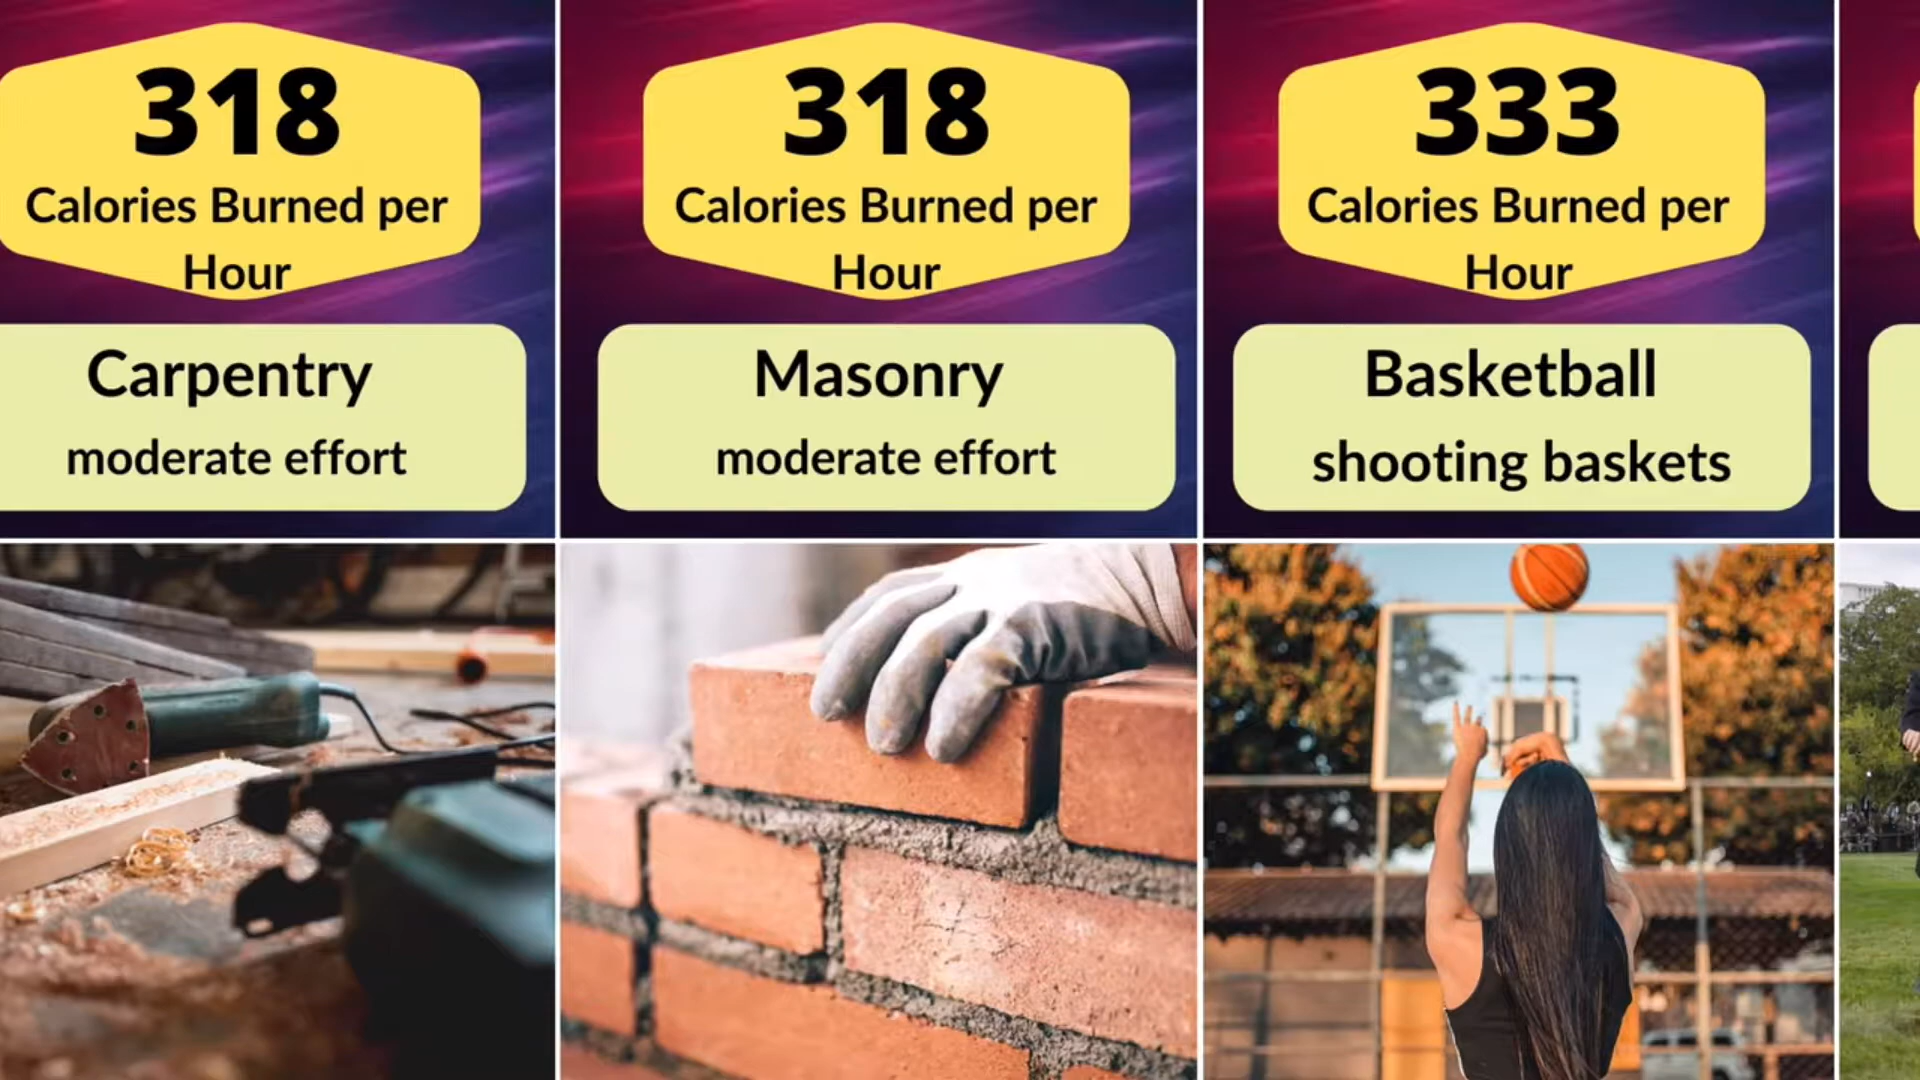 318
Calories Burned per
Hour
Carpentry
moderate effort
318
Calories Burned per
Hour
Masonry
moderate effort
333
Calories Burned per
Hour
Basketball
shooting baskets